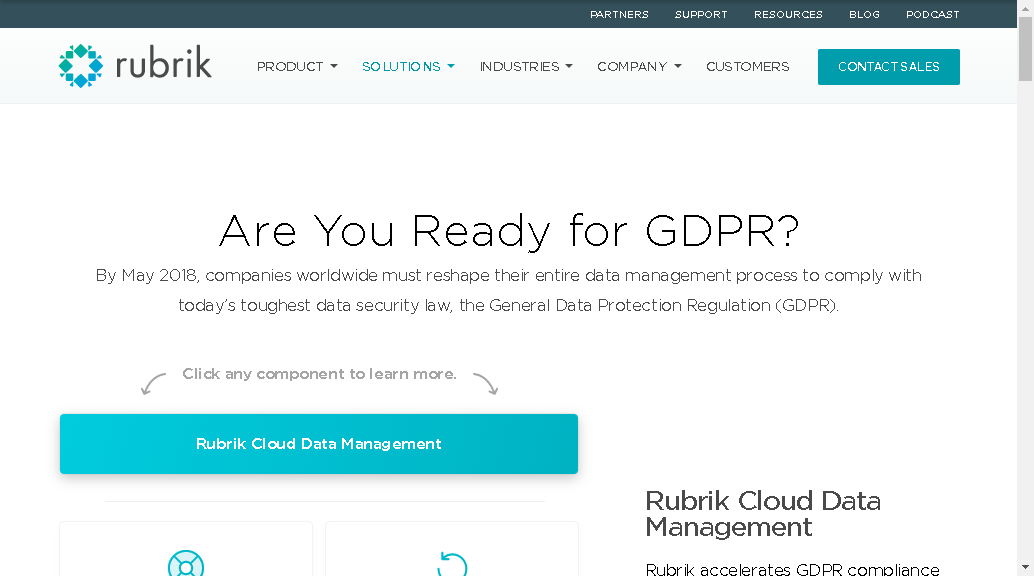 PARTNERS SUPPORT RESOURCES BLOG PODCAST
rubrik PRODUCT SOLUTIONS INDUSTRIES COMPANY CUSTOMERS CONTACT SALES
Are You Ready for GDPR?
By May 2018, companies worldwide must reshape their entire data management process to comply with
today's toughest data security law, the General Data Protection Regulation (GDPR).
Click any component to learn more.
Rubrik Cloud Data Management
Rubrik Cloud Data
Management
Rubrik accelerates GDPR compliance